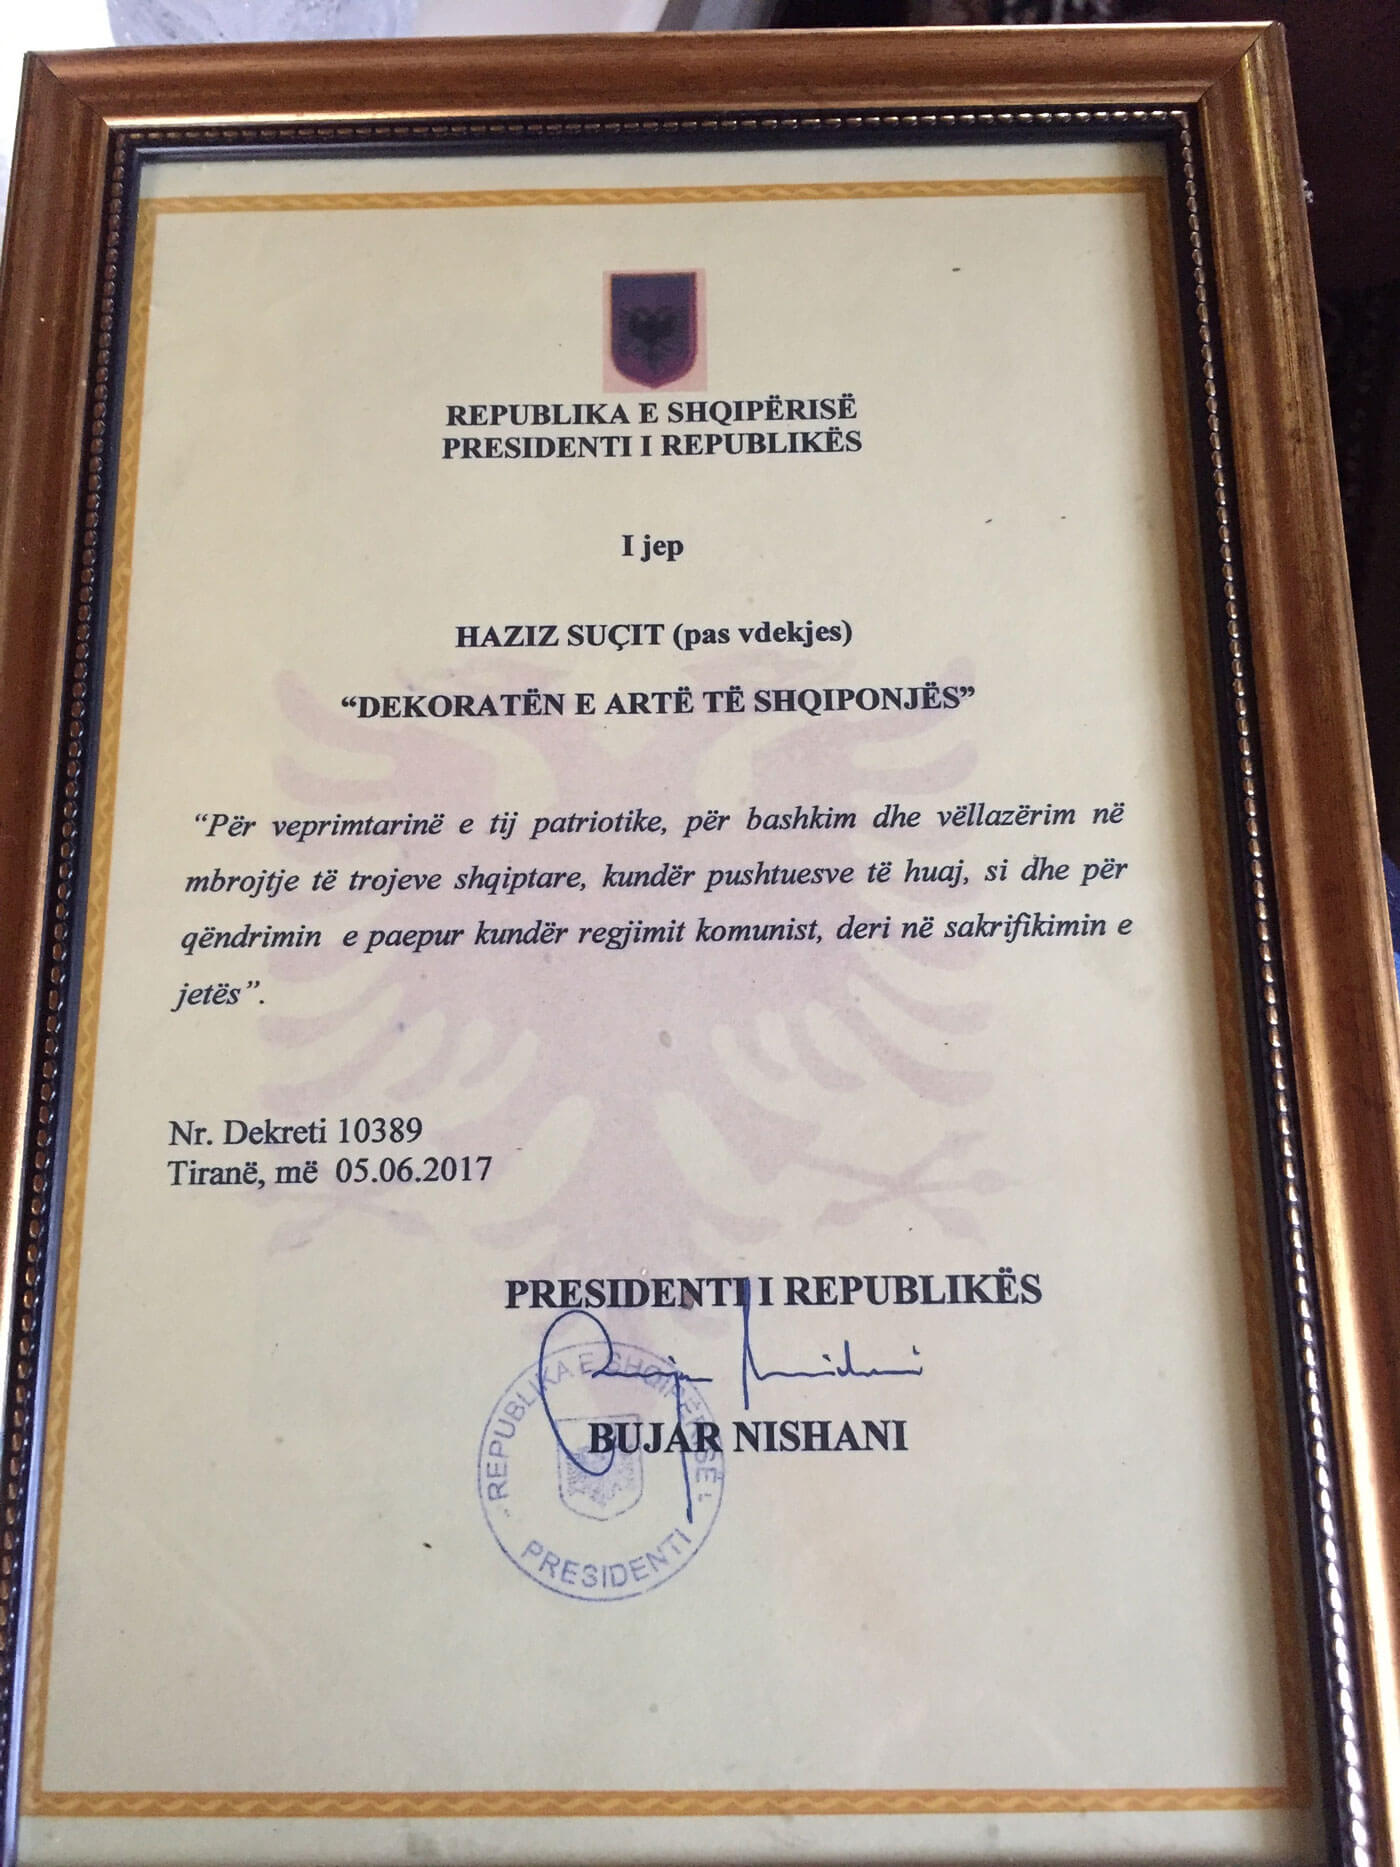 REPUBLIKA E SHQIPËRISË
PRESIDENTI I REPUBLIKËS
I jep
HAZIZ SUÇIT (pas vdekjes)
“DEKORATËN E ARTË TË SHQIPONJËS”
“Për veprimtarinë e tij patriotike, për bashkim dhe vëllazërim në
mbrojtje të trojeve shqiptare, kundër pushtuesve të huaj, si dhe për
qëndrimin e paepur kundër regjimit komunist, deri në sakrifikimin e
jetës”.
Nr. Dekreti 10389
Tiranë, më 05.06.2017
PRESIDENTI I REPUBLIKËS
Bujar Nishani
BUJAR NISHANI
REPUBLIKA E SHQIPËRISË
PRESIDENTI